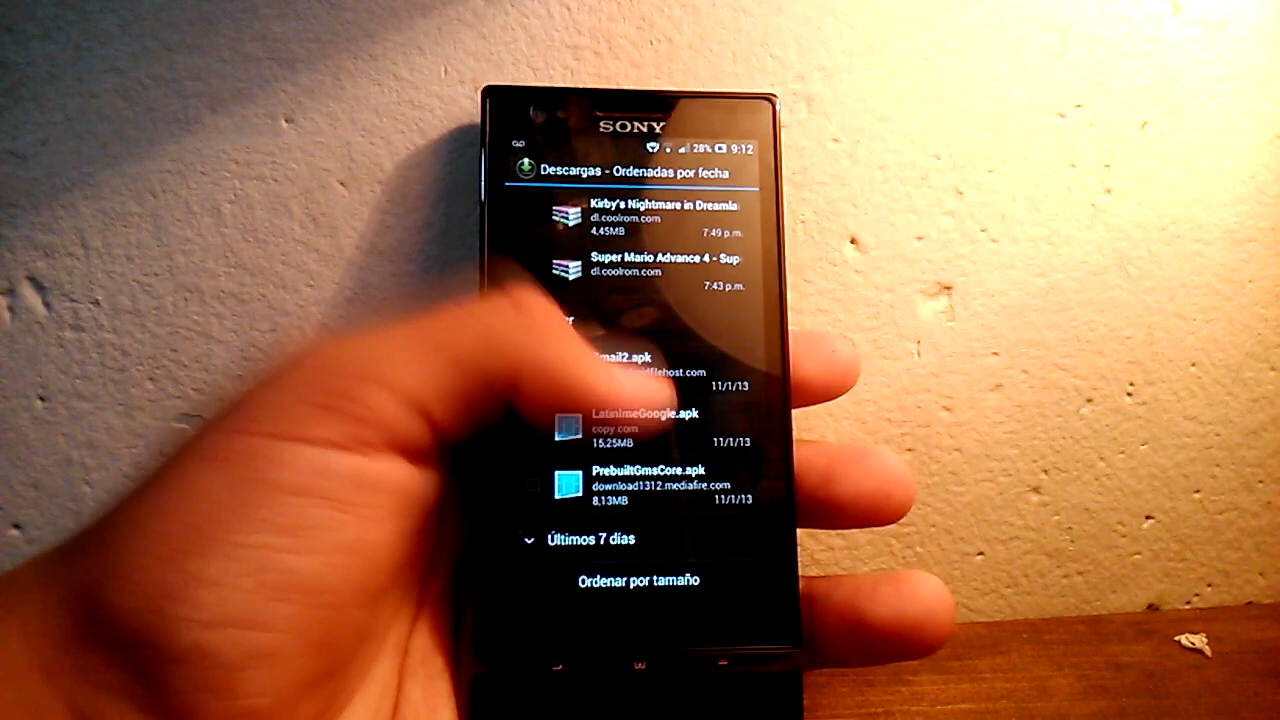 SONY
28% 9:12
Descargas - Ordenadas por fecha
Kirby's Nightmare in Dreamla
dl.coolrom.com
4,45MB 7:49 p.m.
Super Mario Advance 4 - Sup
dl.coolrom.com
7:43 p.m.
mail2.apk
11/1/13
LatinImeGoogle.apk
copy.com
15,25MB 11/1/13
PrebuiltGmsCore.apk
download1312.mediafire.com
8,13MB 11/1/13
Últimos 7 días
Ordenar por tamaño